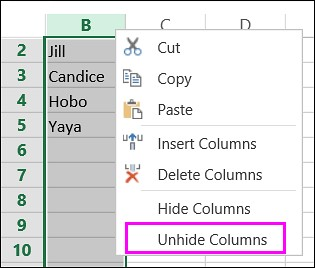 B C D
2 Jill
3 Candice
4 Hobo
5 Yaya
6
7
8
9
10
Cut
Copy
Paste
Insert Columns
Delete Columns
Hide Columns
Unhide Columns